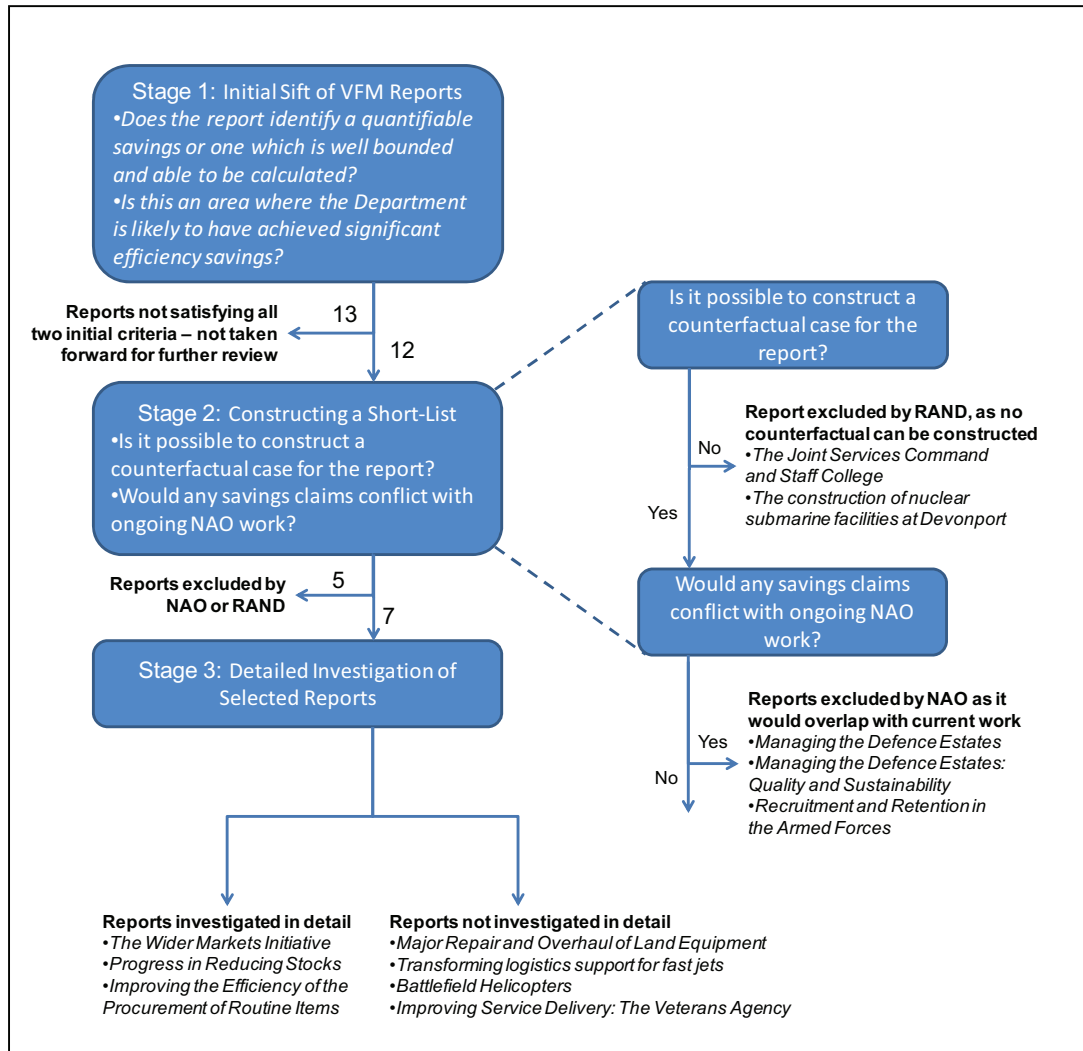 Stage 1: Initial Sift of VFM Reports
•Does the report identify a quantifiable
savings or one which is well bounded
and able to be calculated?
•Is this an area where the Department
is likely to have achieved significant
efficiency savings?
Reports not satisfying all
two initial criteria – not taken
forward for further review
13
12
Stage 2: Constructing a Short-List
•Is it possible to construct a
counterfactual case for the report?
•Would any savings claims conflict with
ongoing NAO work?
Reports excluded by
NAO or RAND
5
7
Stage 3: Detailed Investigation of
Selected Reports
Reports investigated in detail
•The Wider Markets Initiative
•Progress in Reducing Stocks
•Improving the Efficiency of the
Procurement of Routine Items
Reports not investigated in detail
•Major Repair and Overhaul of Land Equipment
•Transforming logistics support for fast jets
•Battlefield Helicopters
•Improving Service Delivery: The Veterans Agency
Is it possible to construct a
counterfactual case for the
report?
No
Report excluded by RAND, as no
counterfactual can be constructed
•The Joint Services Command
and Staff College
•The construction of nuclear
submarine facilities at Devonport
Yes
Would any savings claims
conflict with ongoing NAO
work?
Yes
Reports excluded by NAO as it
would overlap with current work
•Managing the Defence Estates
•Managing the Defence Estates:
Quality and Sustainability
•Recruitment and Retention in
the Armed Forces
No